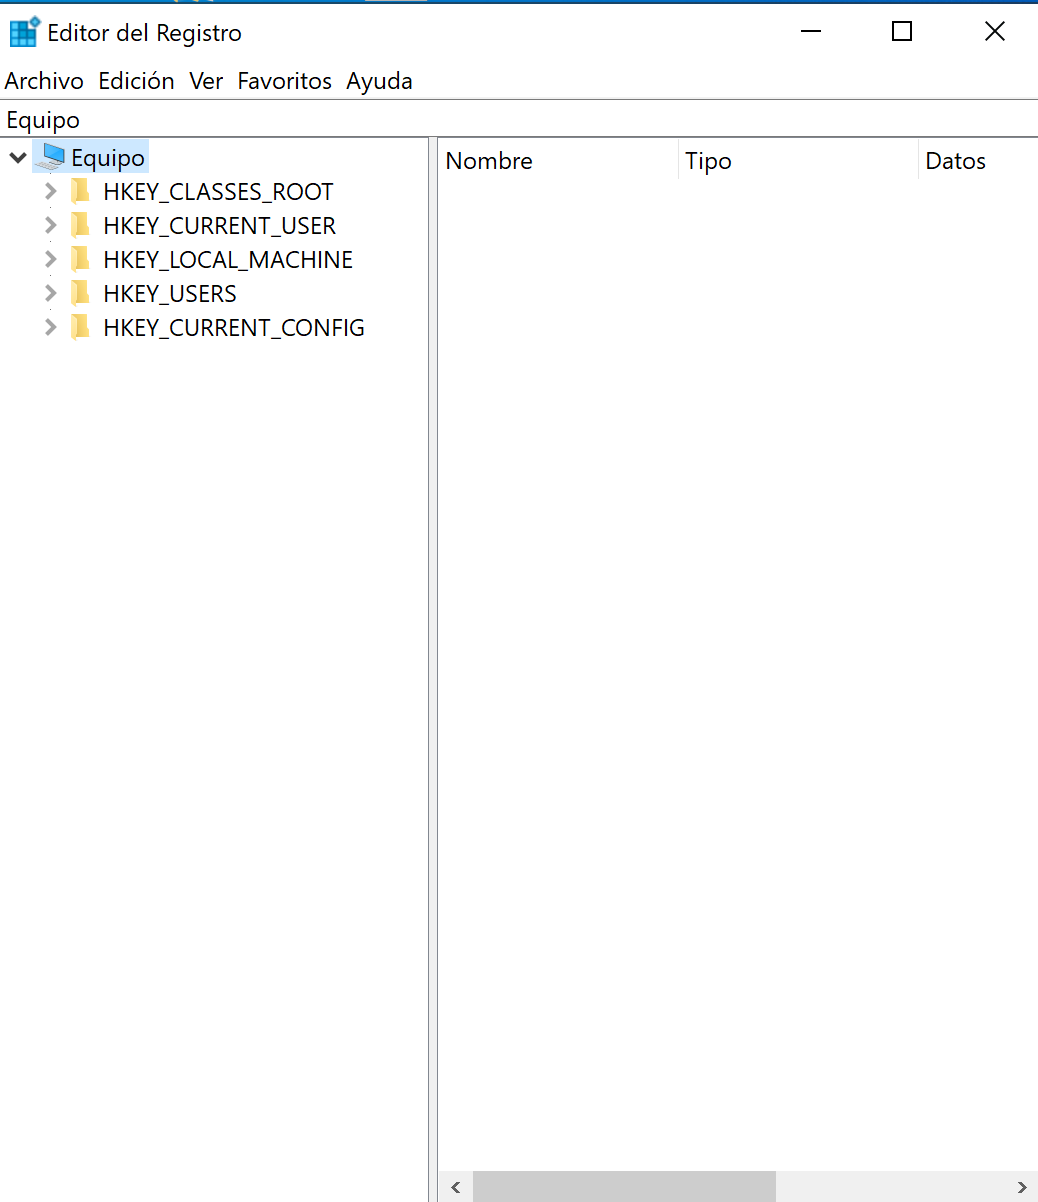 Editor del Registro
Archivo Edición Ver Favoritos Ayuda
Equipo
Equipo
HKEY_CLASSES_ROOT
HKEY_CURRENT_USER
HKEY_LOCAL_MACHINE
HKEY_USERS
HKEY_CURRENT_CONFIG
Nombre Tipo Datos